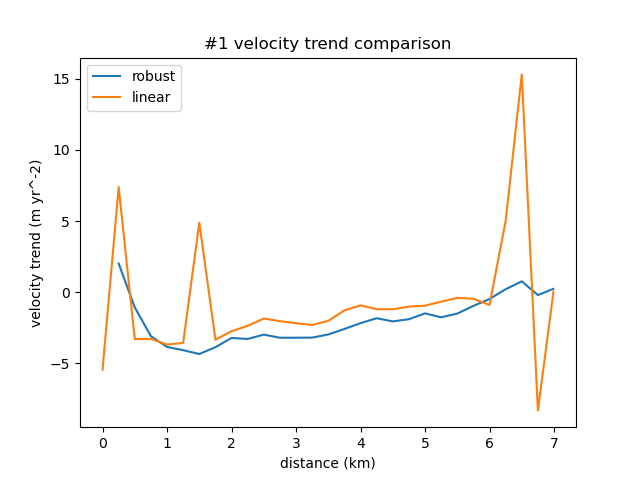 #1 velocity trend comparison
robust
linear
15
10
5
0
−5
velocity trend (m yr^-2)
0 1 2 3 4 5 6 7
distance (km)